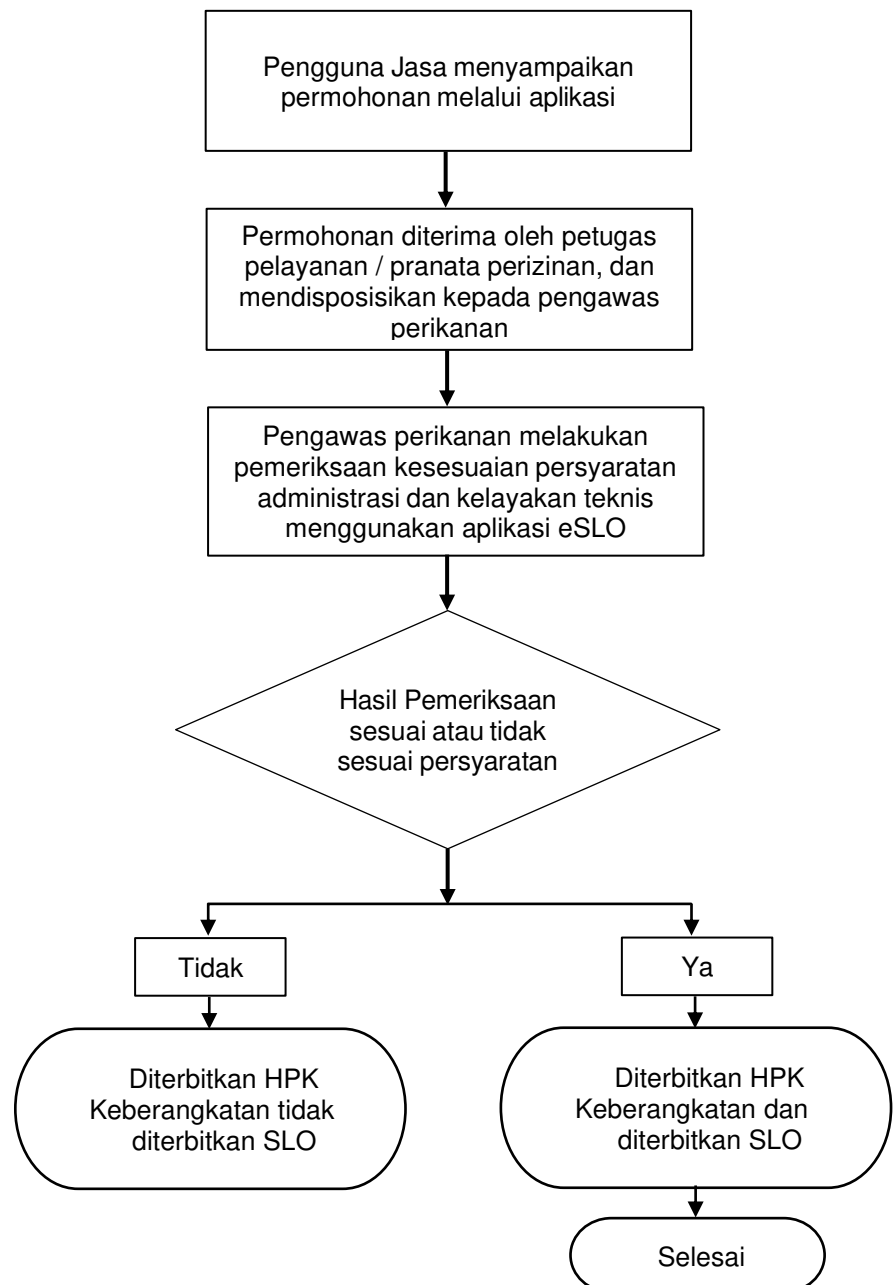 Pengguna Jasa menyampaikan
permohonan melalui aplikasi
Permohonan diterima oleh petugas
pelayanan / pranata perizinan, dan
mendisposisikan kepada pengawas
perikanan
Pengawas perikanan melakukan
pemeriksaan kesesuaian persyaratan
administrasi dan kelayakan teknis
menggunakan aplikasi eSLO
Hasil Pemeriksaan
sesuai atau tidak
sesuai persyaratan
Tidak
Ya
Diterbitkan HPK
Keberangkatan tidak
diterbitkan SLO
Diterbitkan HPK
Keberangkatan dan
diterbitkan SLO
Selesai